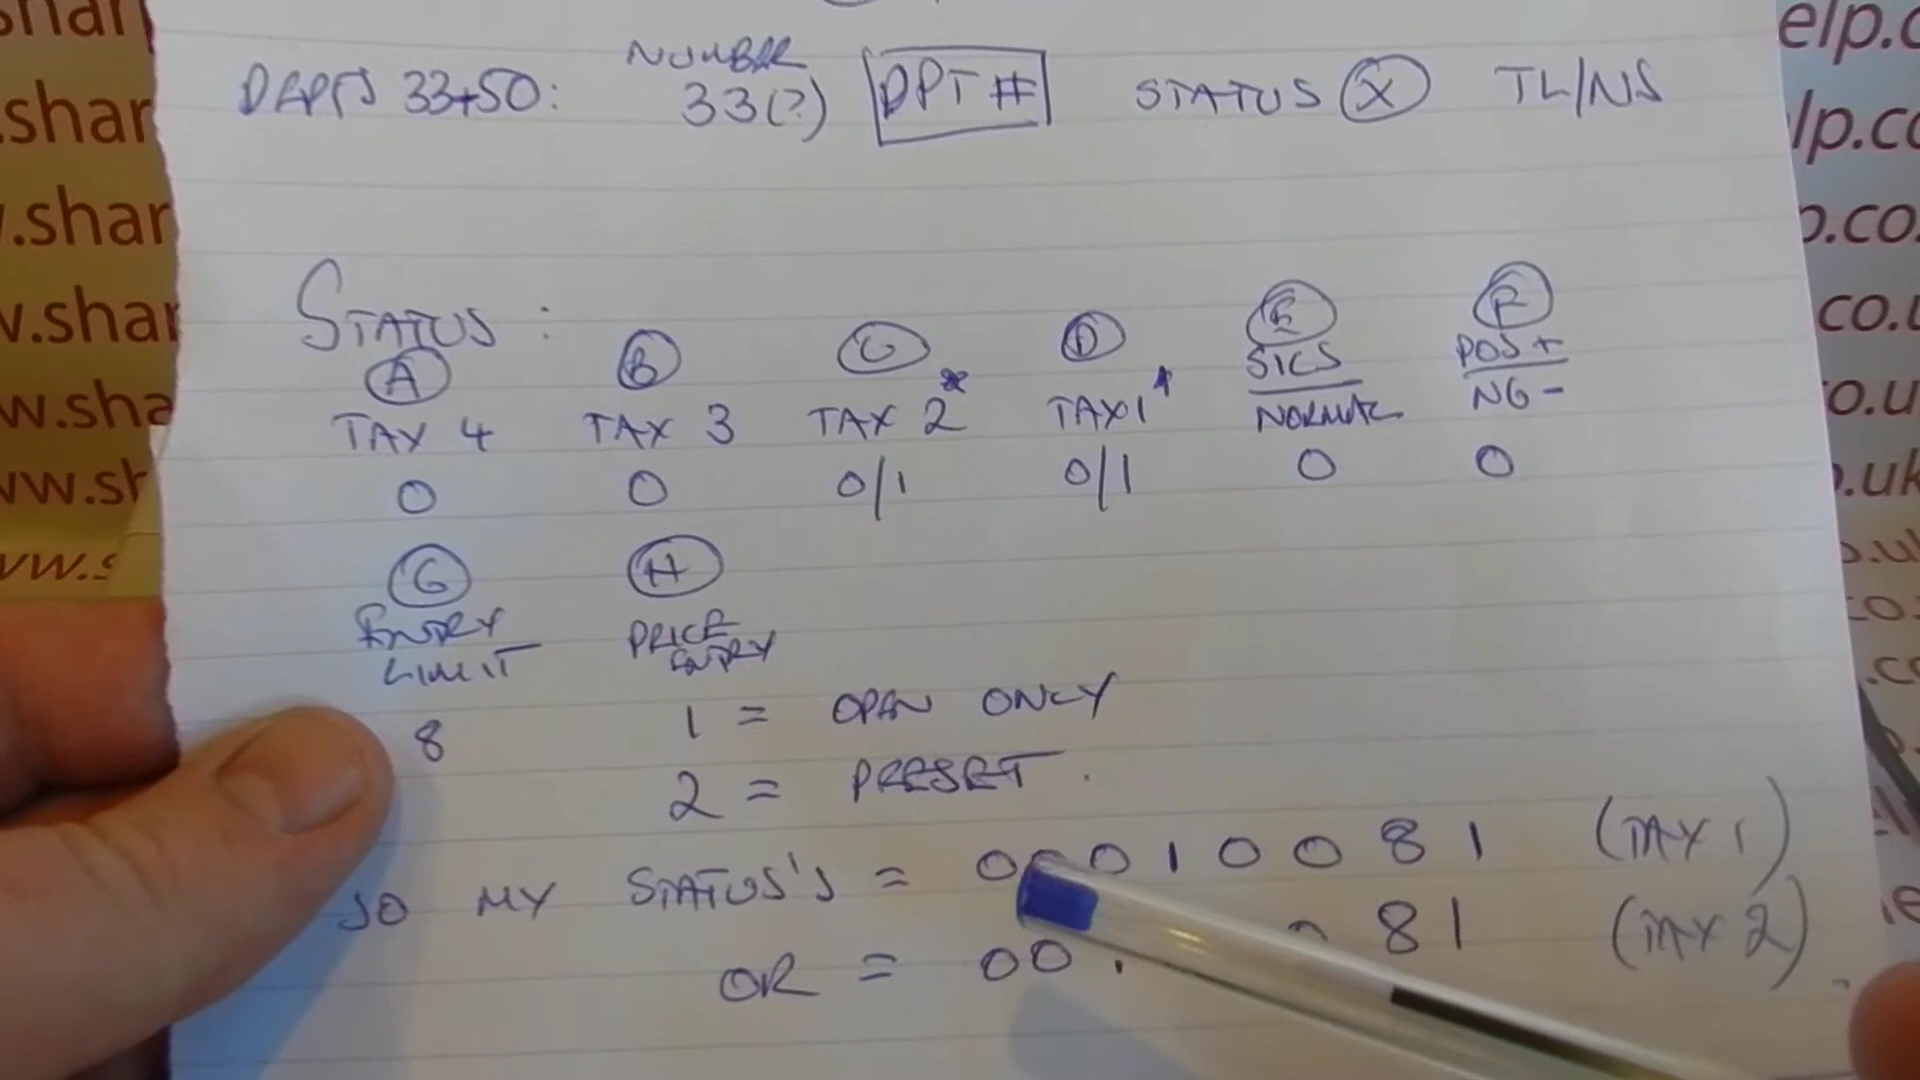 NUMBER
DEPTS 33+50: 33(?) DPT # STATUS X TL/NS
STATUS :
A B C D E F
TAX 4 TAX 3 TAX 2* TAX 1* SICS/NORMAL POS+/NG-
0 0 0/1 0/1 0 0
G H
ENTRY LIMIT PRICE ENTRY
8 1 = OPEN ONLY
2 = PRESET.
SO MY STATUS'S = 00010081 (TAX 1)
OR = 00 81 (TAX 2)